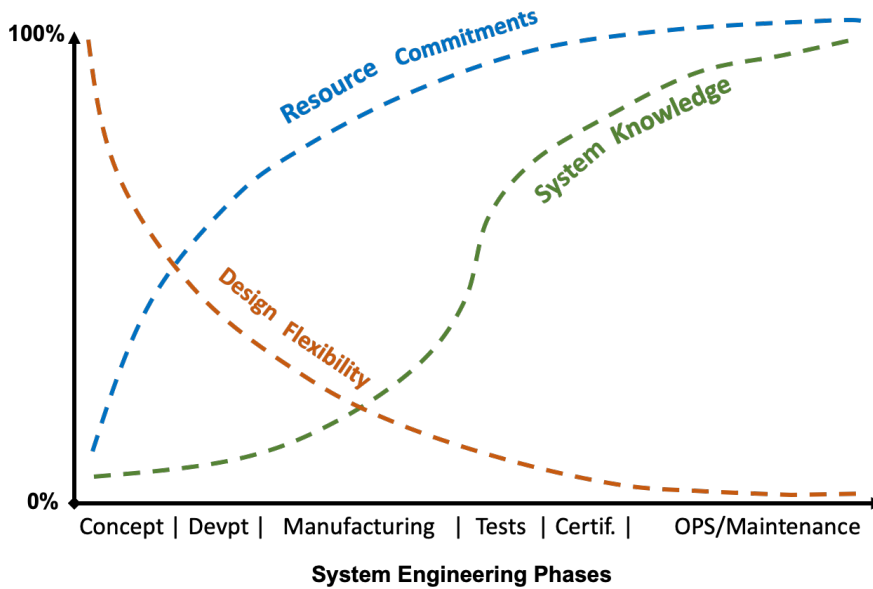 100%
Resource Commitments
System Knowledge
Design Flexibility
0%
Concept | Devpt | Manufacturing | Tests | Certif. | OPS/Maintenance
System Engineering Phases